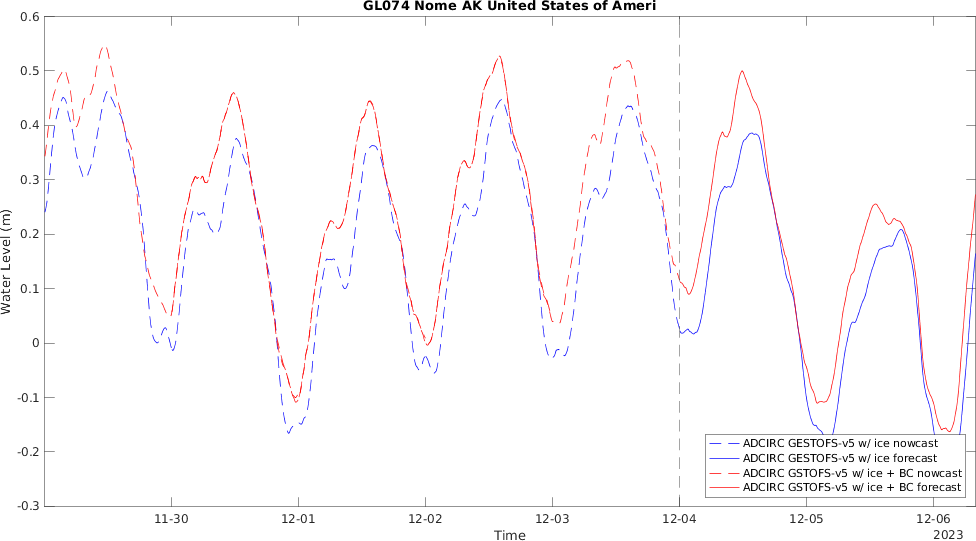 GL074 Nome AK United States of Ameri
0.6
0.5
0.4
0.3
0.2
0.1
0
-0.1
-0.2
-0.3
Water Level (m)
11-30
12-01
12-02
12-03
12-04
12-05
12-06
Time
2023
ADCIRC GESTOFS-v5 w/ ice nowcast
ADCIRC GESTOFS-v5 w/ ice forecast
ADCIRC GSTOFS-v5 w/ ice + BC nowcast
ADCIRC GSTOFS-v5 w/ ice + BC forecast